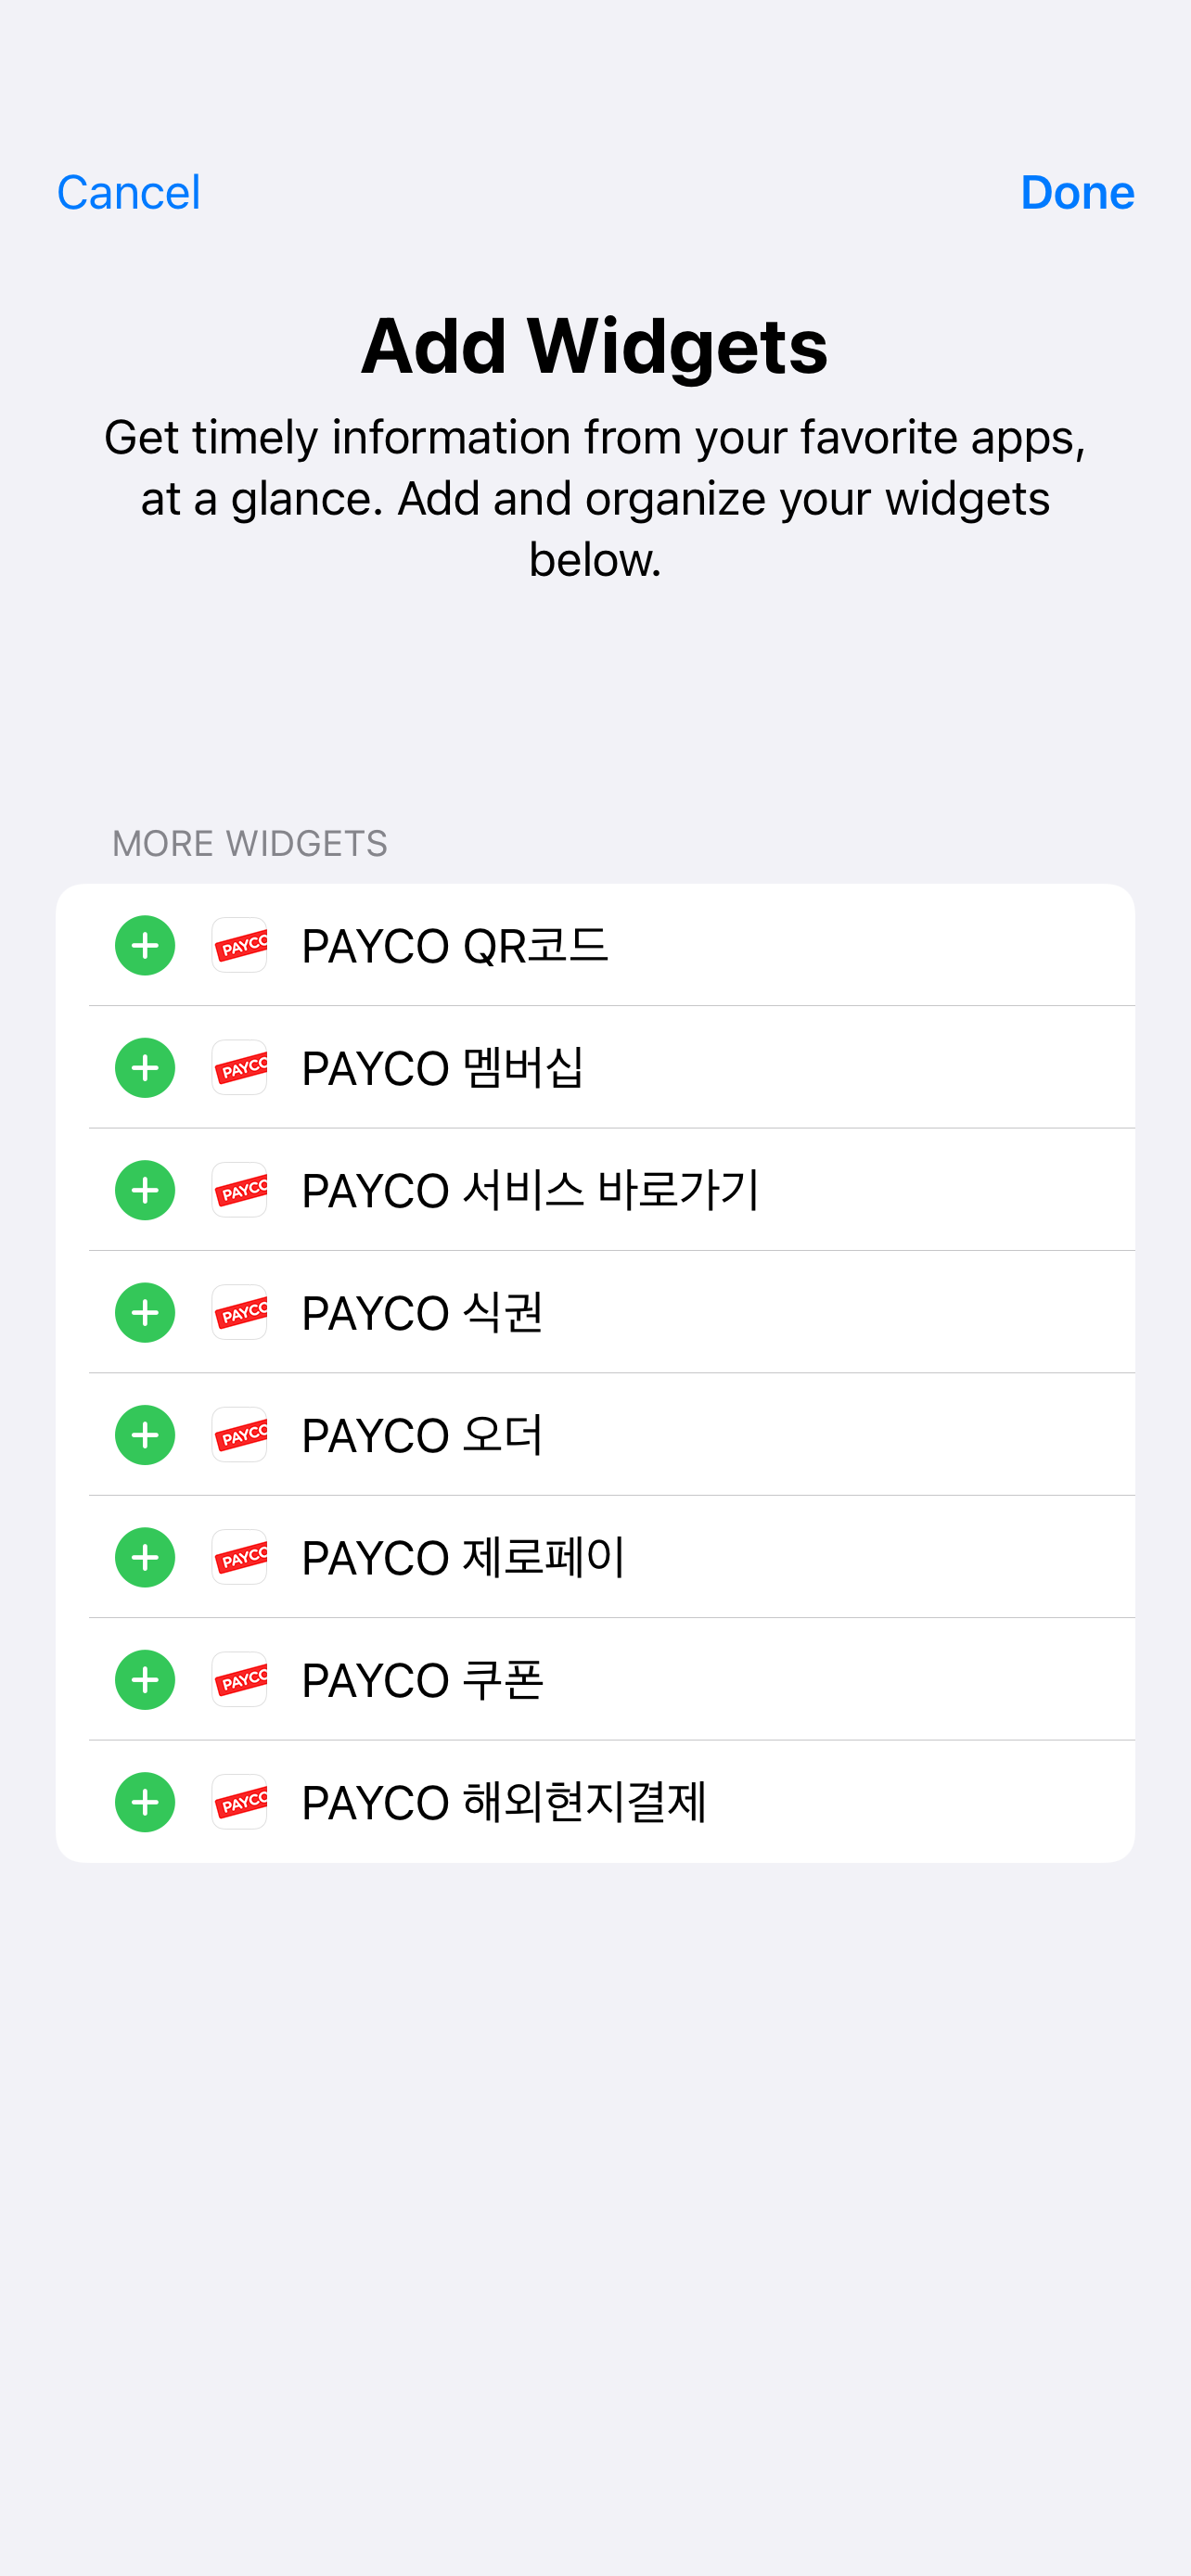 Cancel
Done
Add Widgets
Get timely information from your favorite apps,
at a glance. Add and organize your widgets
below.
MORE WIDGETS
PAYCO PAYCO QR코드
PAYCO PAYCO 멤버십
PAYCO PAYCO 서비스 바로가기
PAYCO PAYCO 식권
PAYCO PAYCO 오더
PAYCO PAYCO 제로페이
PAYCO PAYCO 쿠폰
PAYCO PAYCO 해외현지결제